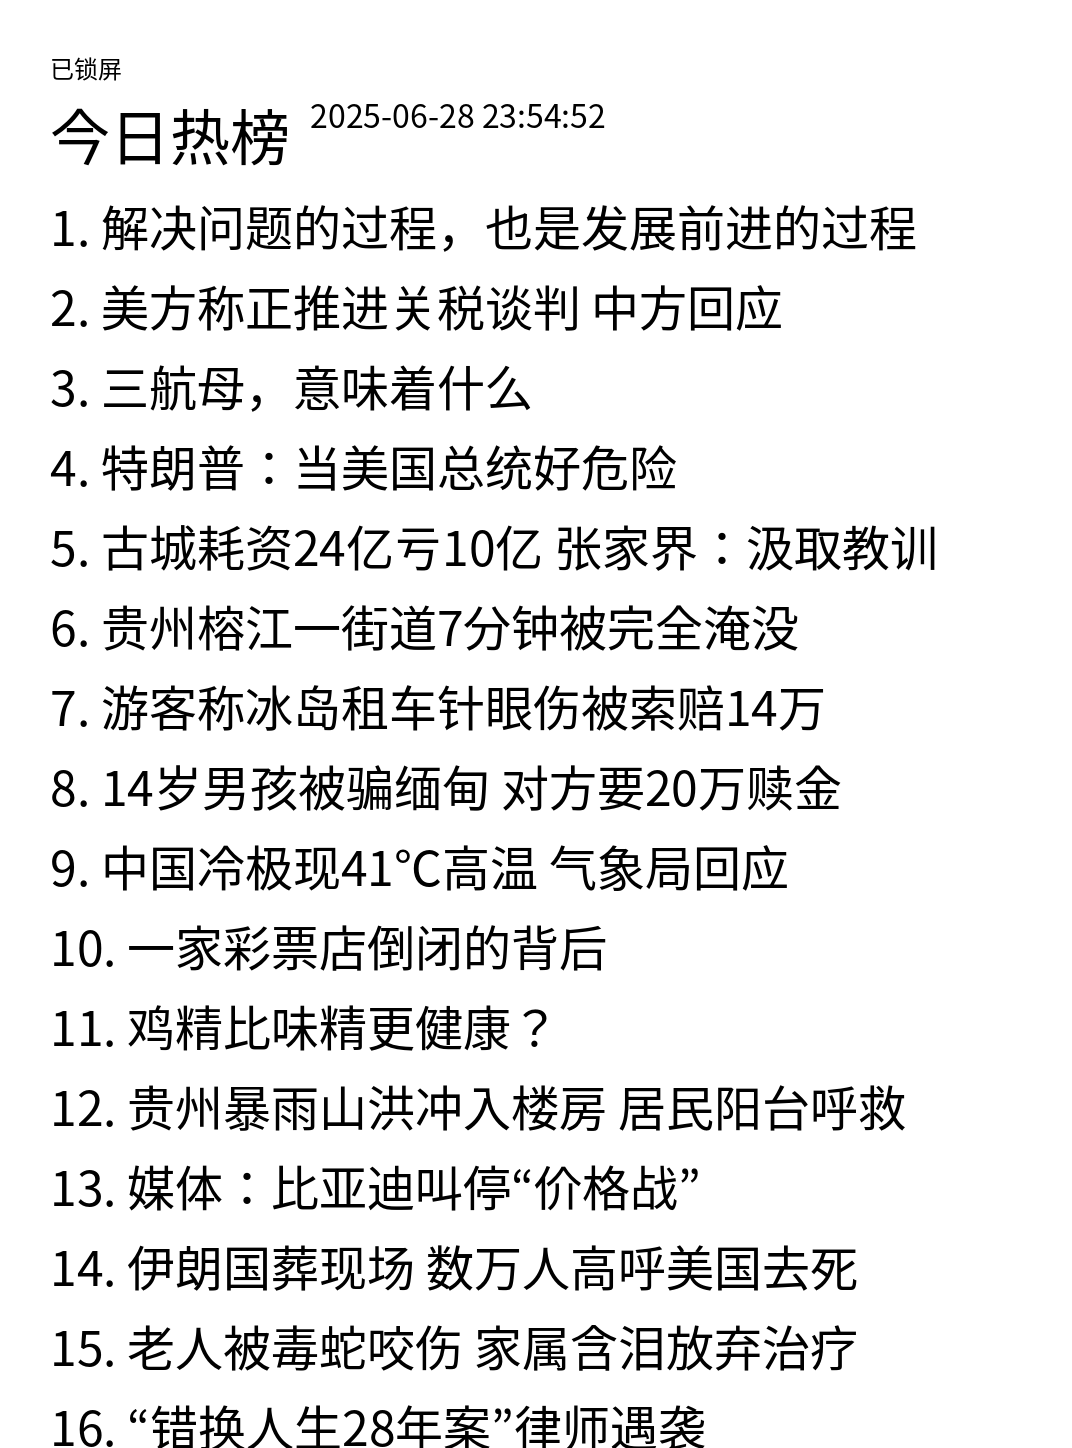 已锁屏
今日热榜 2025-06-28 23:54:52
1. 解决问题的过程，也是发展前进的过程
2. 美方称正推进关税谈判 中方回应
3. 三航母，意味着什么
4. 特朗普：当美国总统好危险
5. 古城耗资24亿亏10亿 张家界：汲取教训
6. 贵州榕江一街道7分钟被完全淹没
7. 游客称冰岛租车针眼伤被索赔14万
8. 14岁男孩被骗缅甸 对方要20万赎金
9. 中国冷极现41℃高温 气象局回应
10. 一家彩票店倒闭的背后
11. 鸡精比味精更健康？
12. 贵州暴雨山洪冲入楼房 居民阳台呼救
13. 媒体：比亚迪叫停“价格战”
14. 伊朗国葬现场 数万人高呼美国去死
15. 老人被毒蛇咬伤 家属含泪放弃治疗
16. “错换人生28年案”律师遇袭